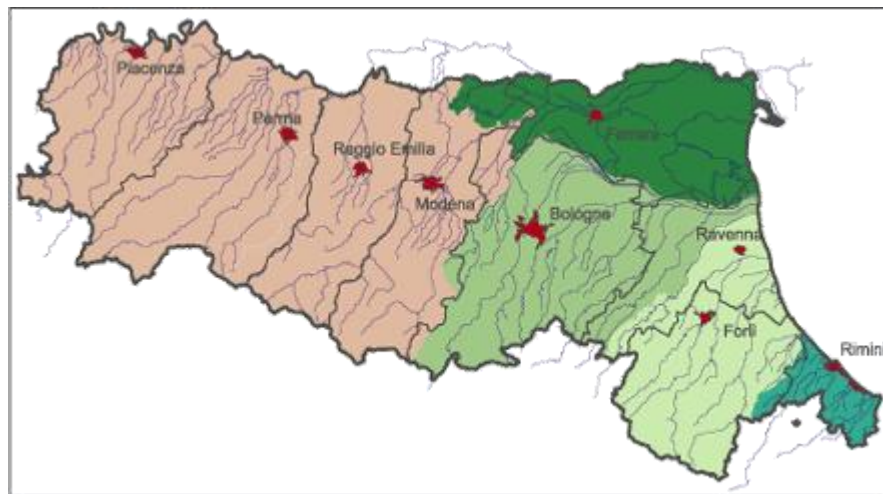 Piacenza
Parma
Reggio Emilia
Modena
Ferrara
Bologna
Ravenna
Forlì
Rimini